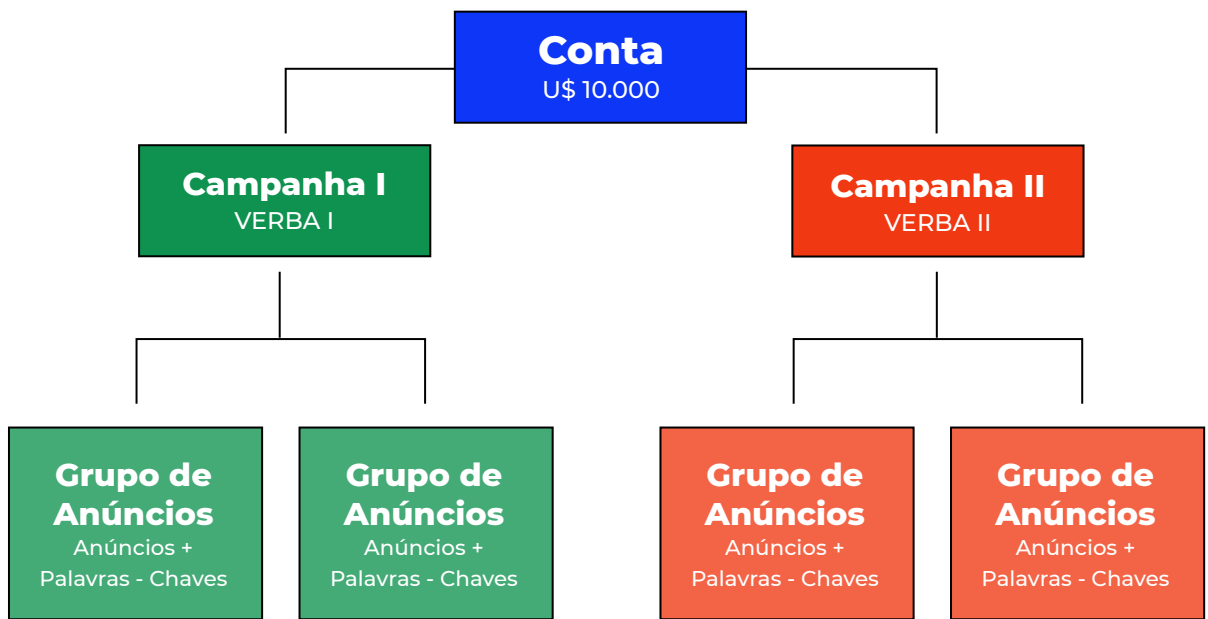 Conta
U$ 10.000
Campanha I
VERBA I
Campanha II
VERBA II
Grupo de
Anúncios
Anúncios +
Palavras - Chaves
Grupo de
Anúncios
Anúncios +
Palavras - Chaves
Grupo de
Anúncios
Anúncios +
Palavras - Chaves
Grupo de
Anúncios
Anúncios +
Palavras - Chaves